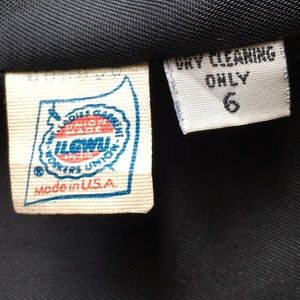 LADIES GARMENT
UNION
MADE
ILGWU
WORKERS UNION
®
Made in U.S.A.
DRY CLEANING
ONLY
6